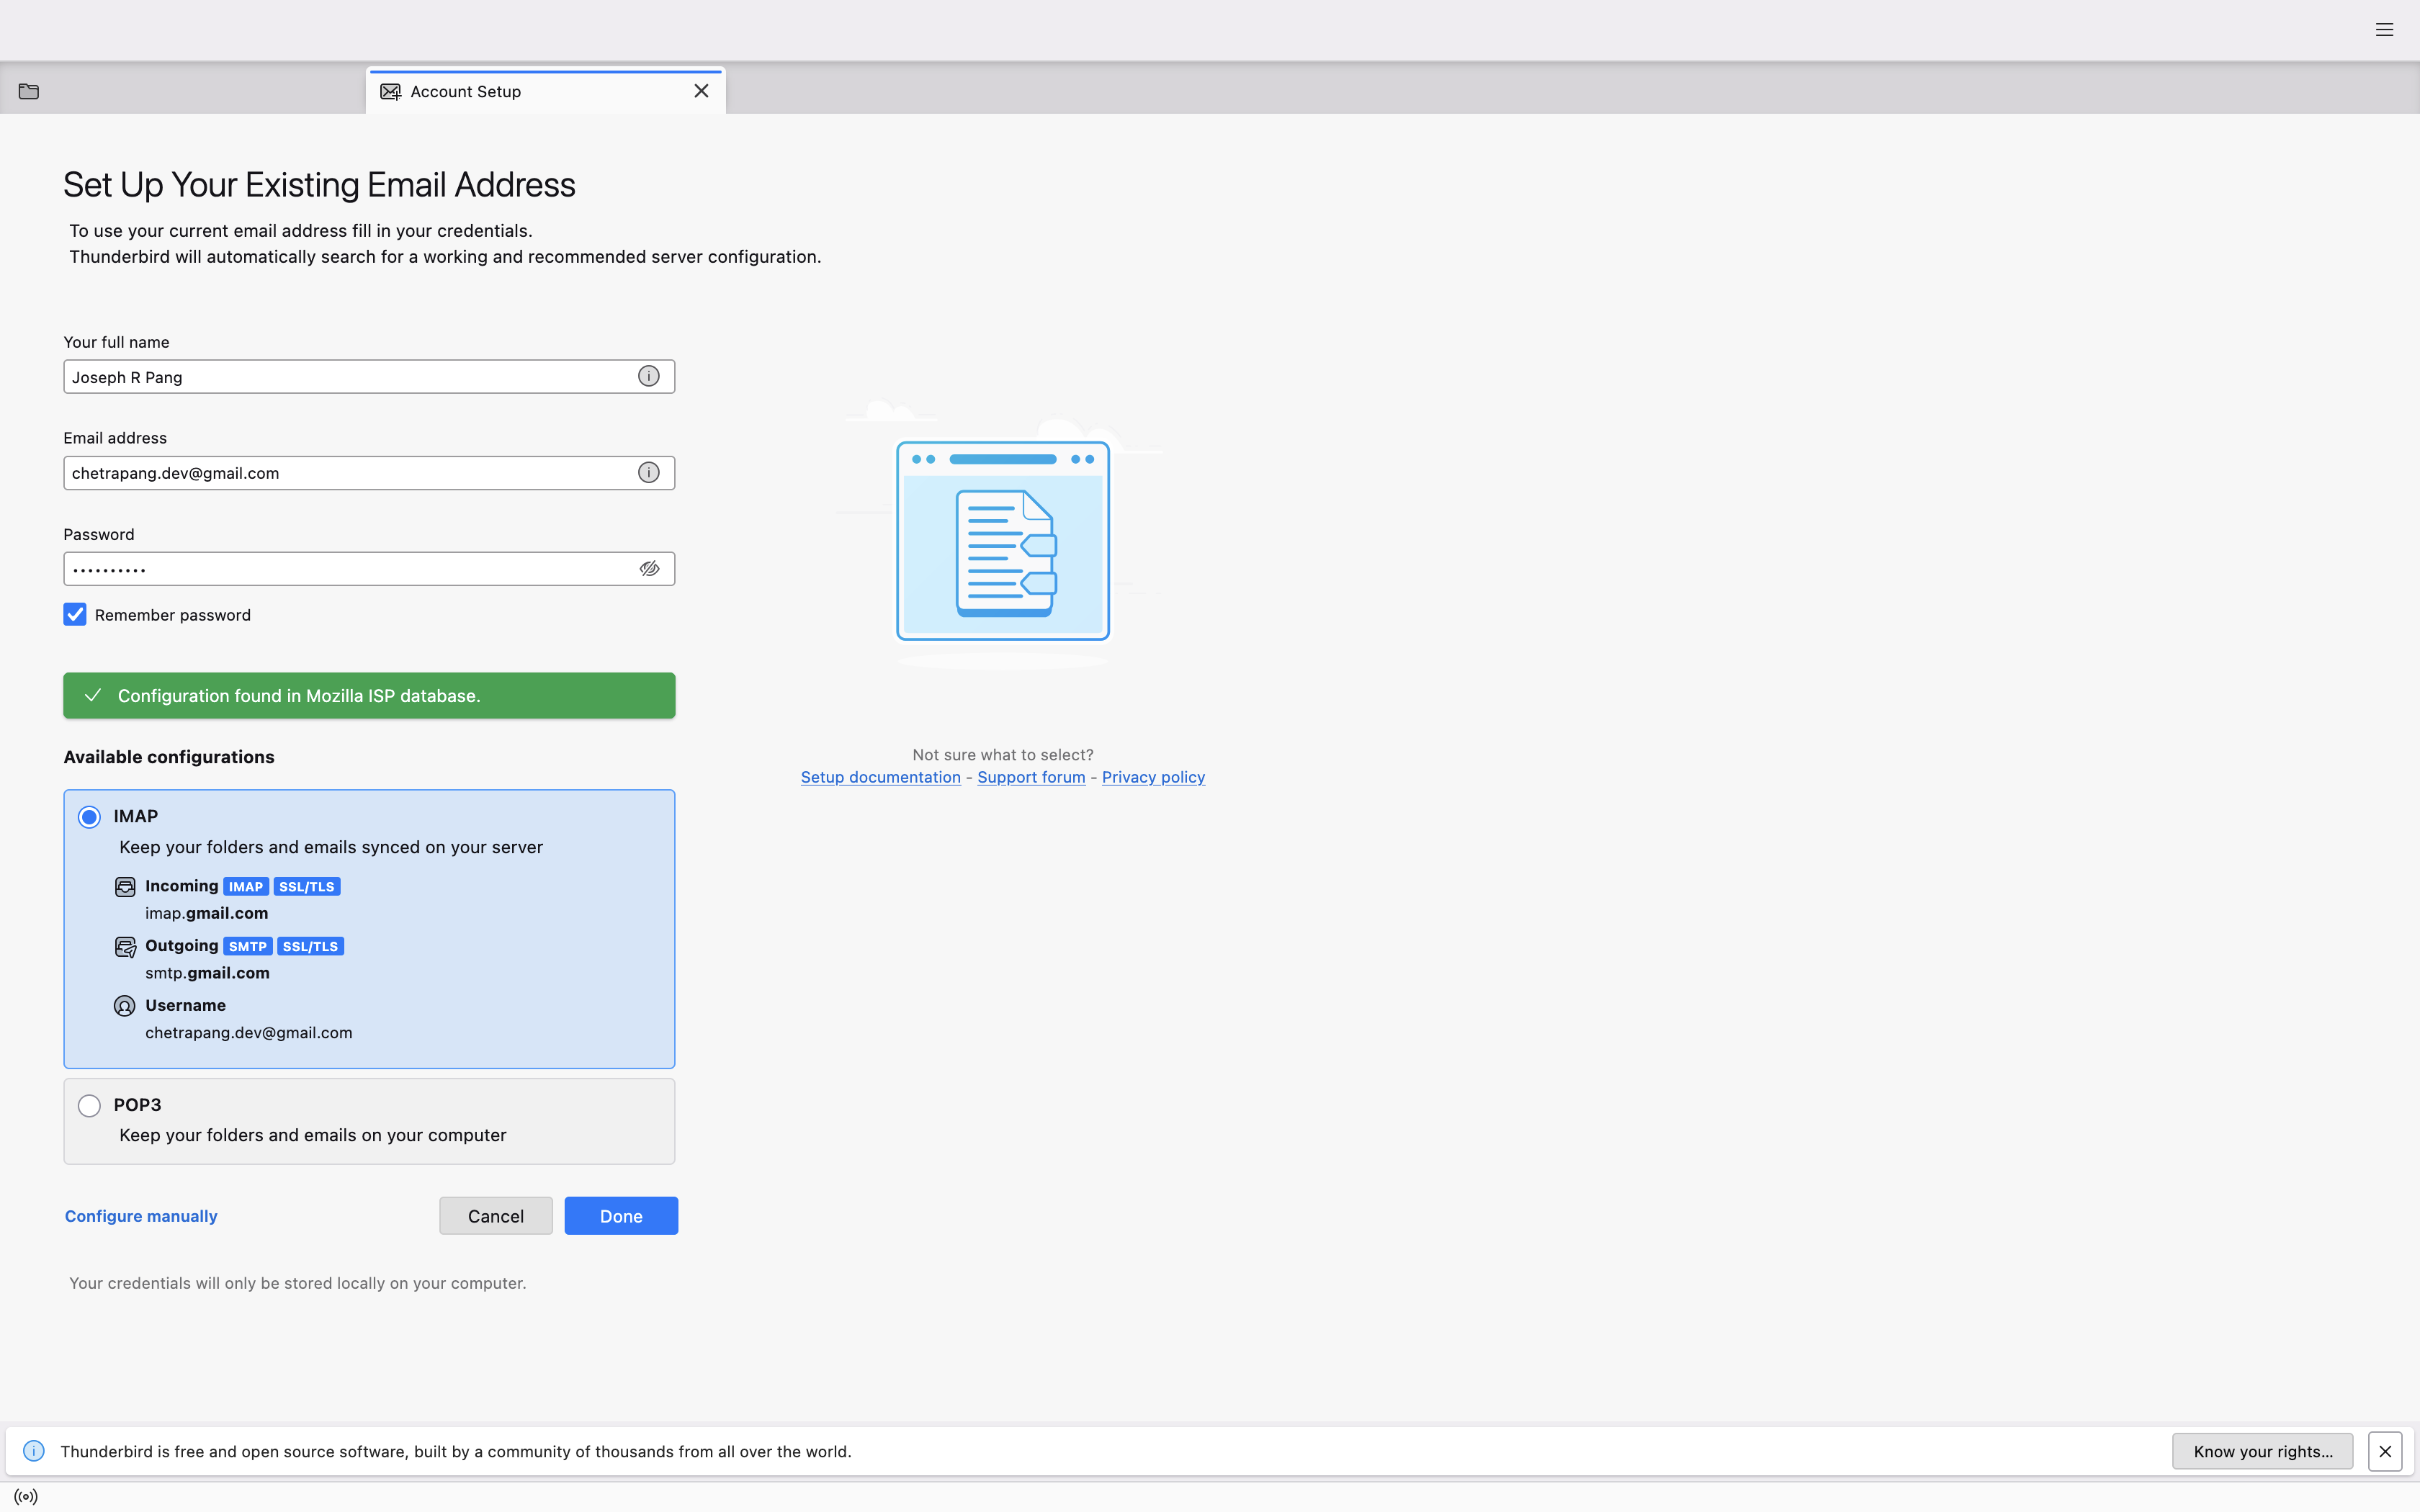 Account Setup
Set Up Your Existing Email Address
To use your current email address fill in your credentials.
Thunderbird will automatically search for a working and recommended server configuration.
Your full name
Joseph R Pang
Email address
chetrapang.dev@gmail.com
Password
Remember password
Configuration found in Mozilla ISP database.
Available configurations
IMAP
Keep your folders and emails synced on your server
Incoming IMAP SSL/TLS
imap.gmail.com
Outgoing SMTP SSL/TLS
smtp.gmail.com
Username
chetrapang.dev@gmail.com
POP3
Keep your folders and emails on your computer
Configure manually Cancel Done
Your credentials will only be stored locally on your computer.
Not sure what to select?
Setup documentation - Support forum - Privacy policy
Thunderbird is free and open source software, built by a community of thousands from all over the world. Know your rights...